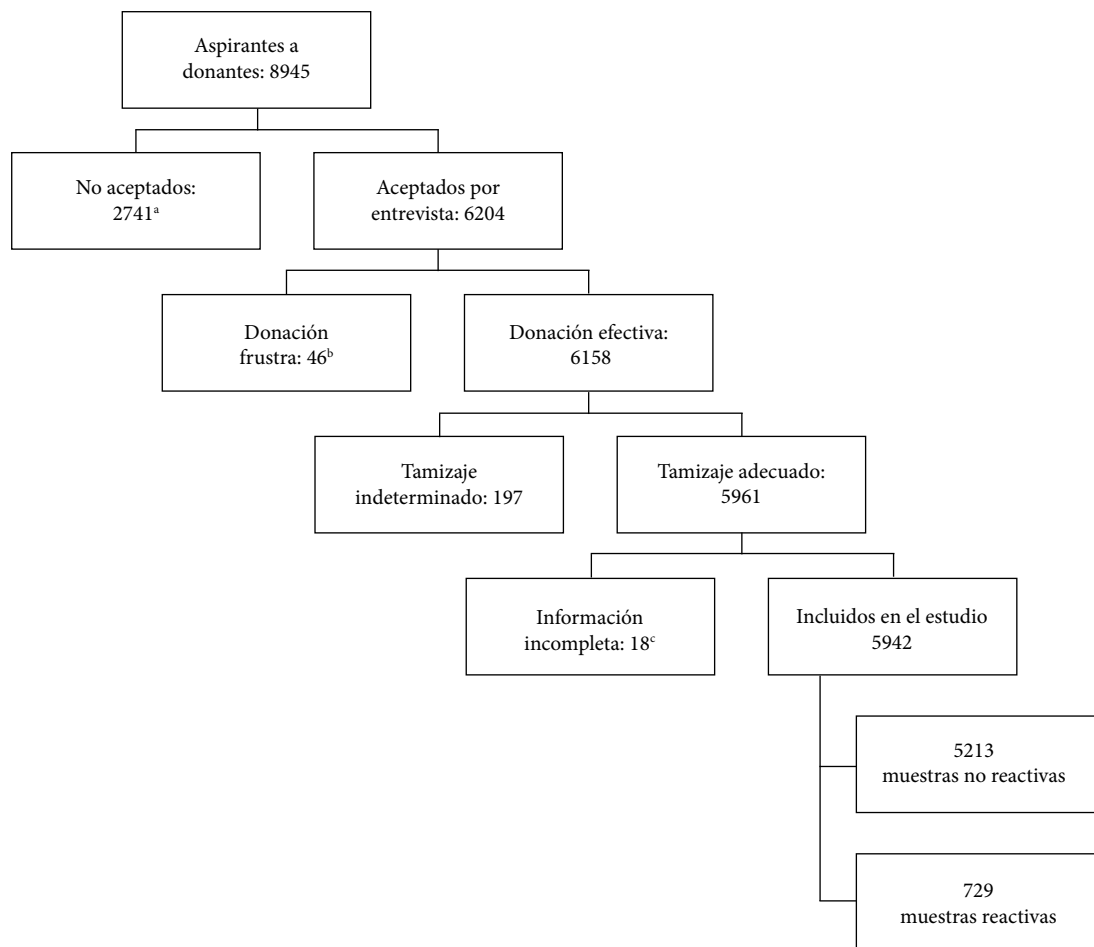 Aspirantes a
donantes: 8945
No aceptados:
2741ᵃ
Aceptados por
entrevista: 6204
Donación
frustra: 46ᵇ
Donación efectiva:
6158
Tamizaje
indeterminado: 197
Tamizaje adecuado:
5961
Información
incompleta: 18ᶜ
Incluidos en el estudio
5942
5213
muestras no reactivas
729
muestras reactivas